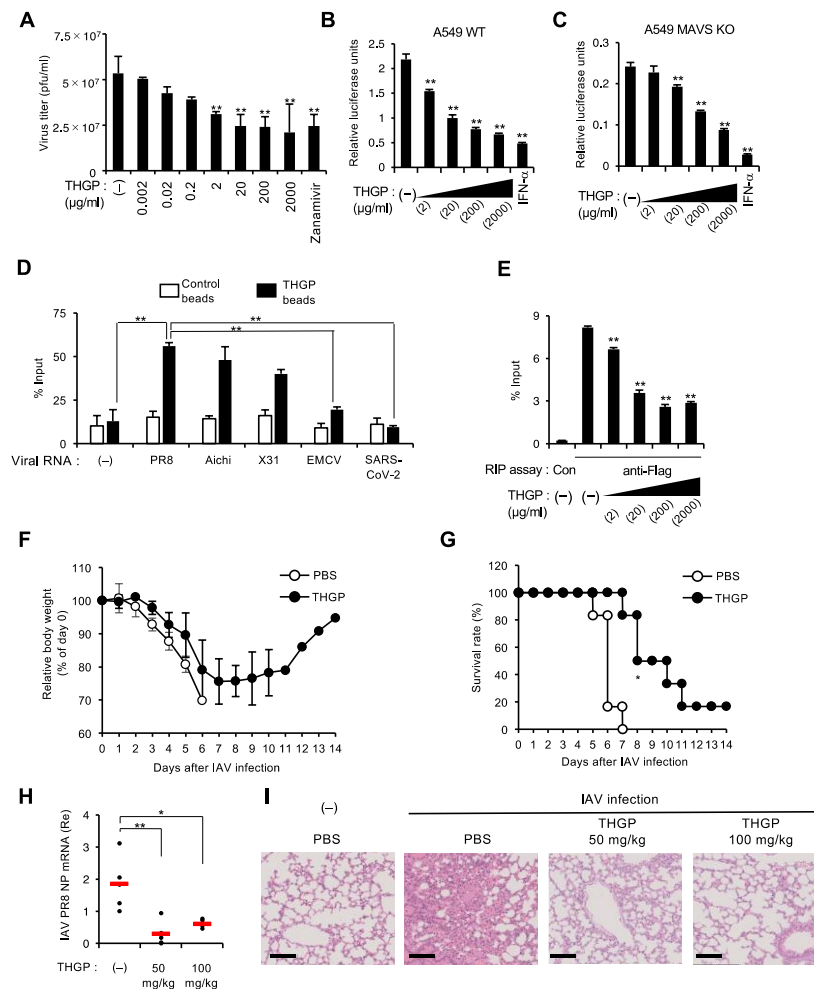 A
Virus titer (pfu/ml)
7.5×10⁷
5×10⁷
2.5×10⁷
0
** ** ** ** **
THGP :
(μg/ml)
(–) 0.002 0.02 0.2 2 20 200 2000 Zanamivir
B
A549 WT
Relative luciferase units
2.5
2
1.5
1
0.5
0
** ** ** ** **
THGP :
(μg/ml)
(–) (2) (20) (200) (2000) IFN-α
C
A549 MAVS KO
Relative luciferase units
0.3
0.2
0.1
0
** ** ** **
THGP :
(μg/ml)
(–) (2) (20) (200) (2000) IFN-α
D
Control beads
THGP beads
% Input
75
50
25
0
** ** **
Viral RNA : (–) PR8 Aichi X31 EMCV SARS-CoV-2
E
% Input
9
6
3
0
** ** ** **
RIP assay : Con anti-Flag
THGP : (–) (–) (2) (20) (200) (2000)
(μg/ml)
F
PBS
THGP
Relative body weight
(% of day 0)
110
100
90
80
70
60
0 1 2 3 4 5 6 7 8 9 10 11 12 13 14
Days after IAV infection
G
PBS
THGP
Survival rate (%)
120
100
80
60
40
20
0
*
0 1 2 3 4 5 6 7 8 9 10 11 12 13 14
Days after IAV infection
H
IAV PR8 NP mRNA (Re)
4
3
2
1
0
*
**
THGP : (–) 50 mg/kg 100 mg/kg
I
(–) IAV infection
PBS PBS THGP 50 mg/kg THGP 100 mg/kg